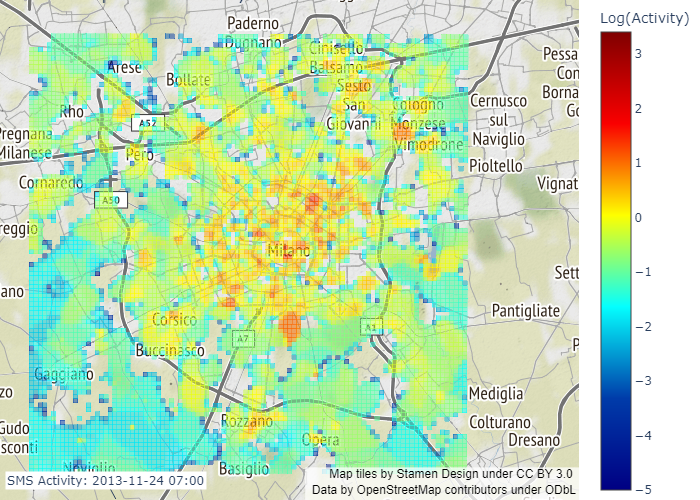 Log(Activity)
3
2
1
0
−1
−2
−3
−4
−5
Paderno
Dugnano
Cinisello
Balsamo
Arese
Bollate
Sesto
San
Giovanni
Cologno
Monzese
Vimodrone
Cernusco
sul
Naviglio
Pioltello
Rho
A52
Pero
Pregnana
Milanese
Cornaredo
A50
Vignat
Pessa
Con
Borna
Go
reggio
Milano
Sett
ano
Corsico
Pantigliate
A7
A1
Buccinasco
P
Gaggiano
zo
Mediglia
Colturano
Dresano
Gudo
sconti
Rozzano
Opera
Noviglio
Basiglio
SMS Activity: 2013-11-24 07:00
Map tiles by Stamen Design under CC BY 3.0
Data by OpenStreetMap contributors under ODbL